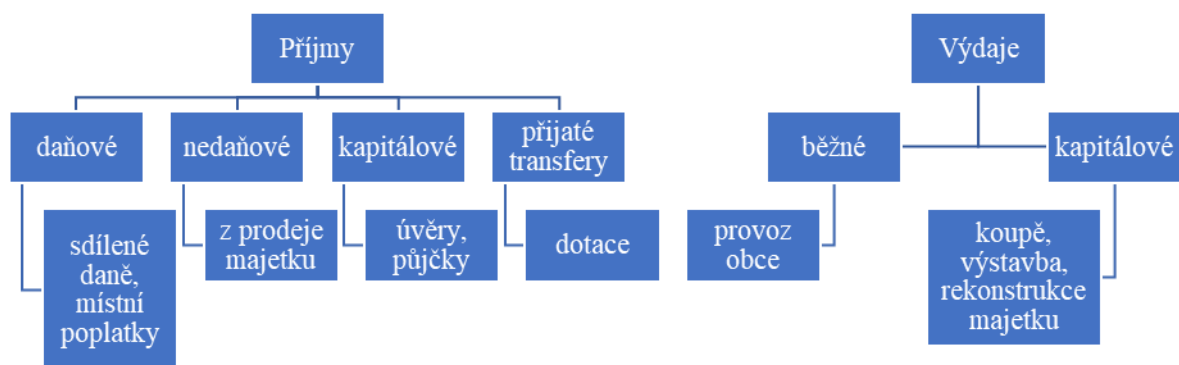 Příjmy
daňové
sdílené
daně,
místní
poplatky
nedaňové
z prodeje
majetku
kapitálové
úvěry,
půjčky
přijaté
transfery
dotace
Výdaje
běžné
provoz
obce
kapitálové
koupě,
výstavba,
rekonstrukce
majetku